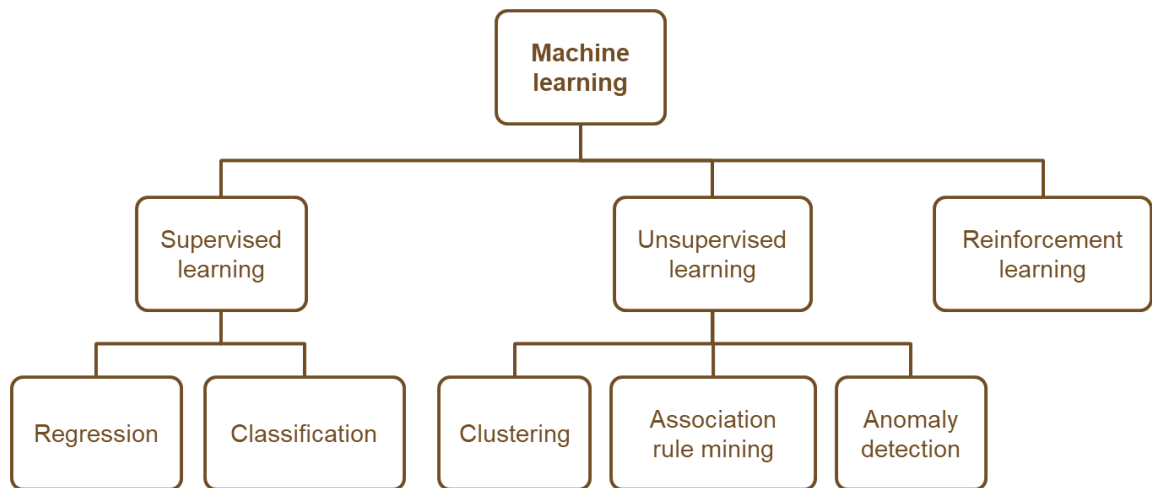 Machine
learning
Supervised
learning
Unsupervised
learning
Reinforcement
learning
Regression
Classification
Clustering
Association
rule mining
Anomaly
detection